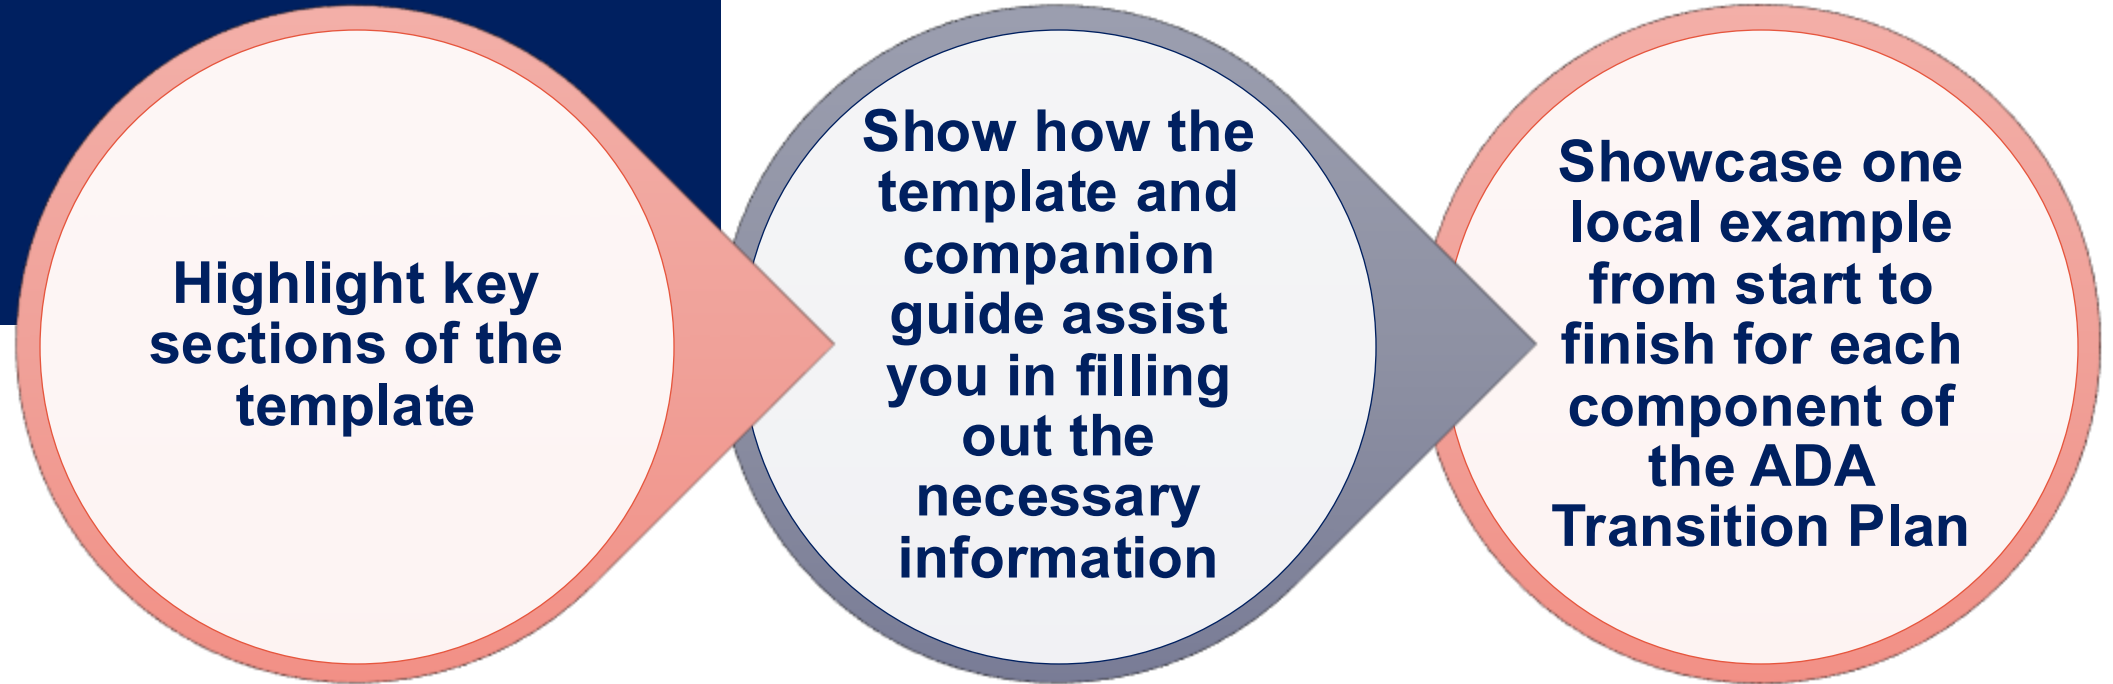 Highlight key
sections of the
template
Show how the
template and
companion
guide assist
you in filling
out the
necessary
information
Showcase one
local example
from start to
finish for each
component of
the ADA
Transition Plan